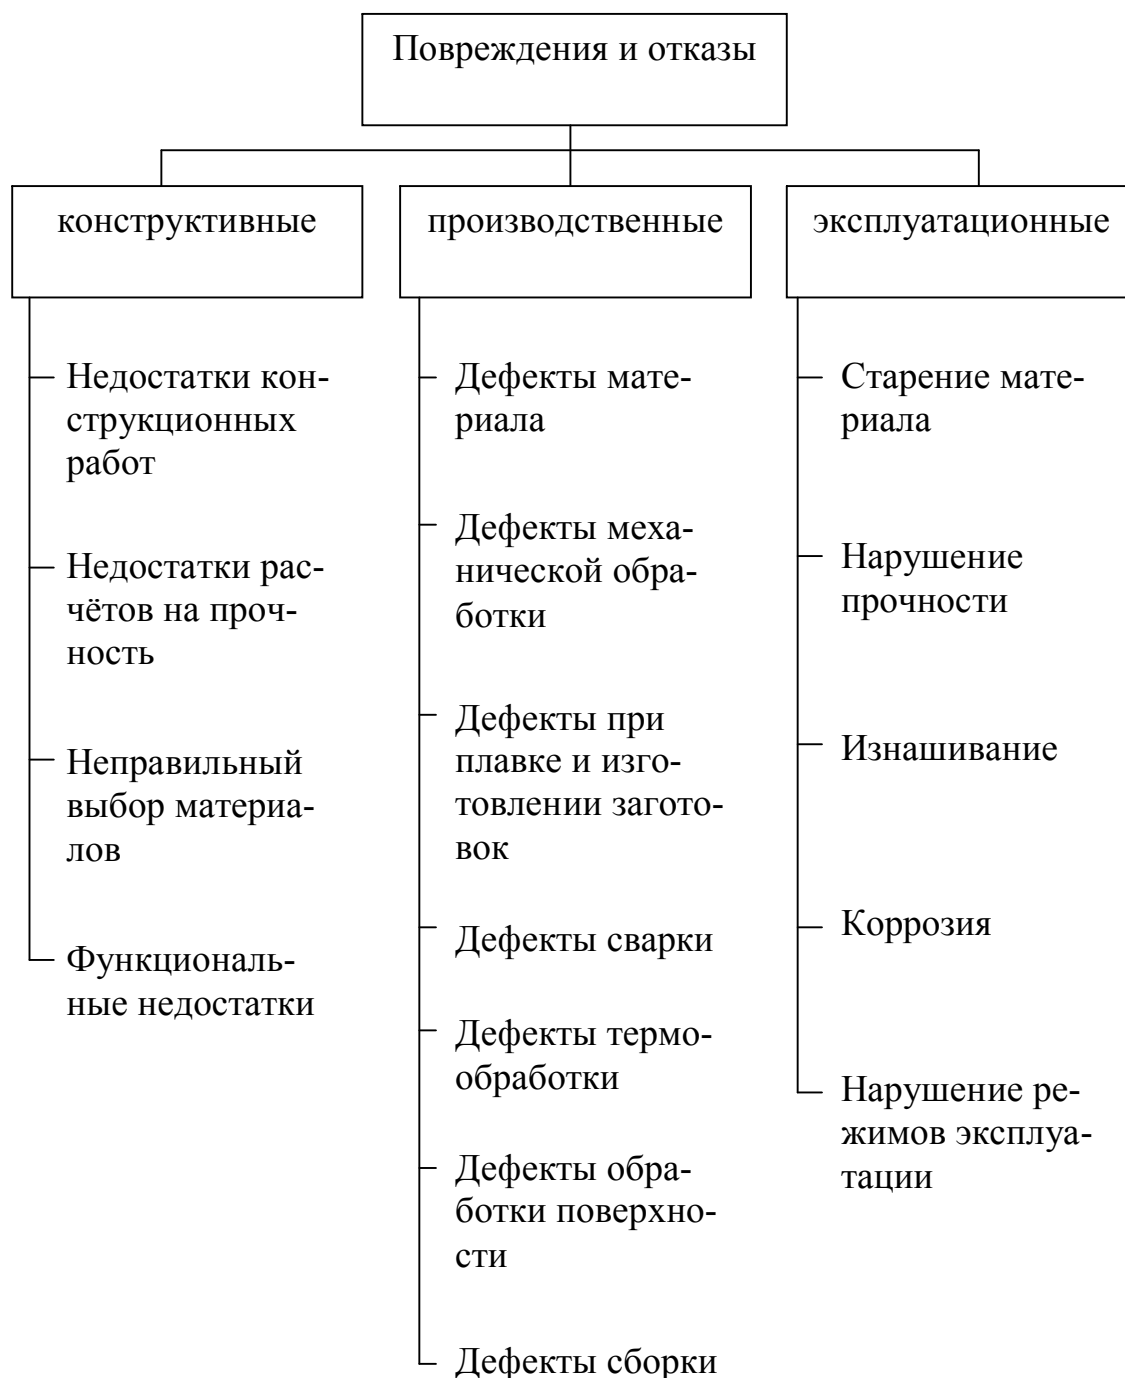 Повреждения и отказы
конструктивные
производственные
эксплуатационные
Недостатки кон-
струкционных
работ
Недостатки рас-
чётов на проч-
ность
Неправильный
выбор материа-
лов
Функциональ-
ные недостатки
Дефекты мате-
риала
Дефекты меха-
нической обра-
ботки
Дефекты при
плавке и изго-
товлении загото-
вок
Дефекты сварки
Дефекты термо-
обработки
Дефекты обра-
ботки поверхно-
сти
Дефекты сборки
Старение мате-
риала
Нарушение
прочности
Изнашивание
Коррозия
Нарушение ре-
жимов эксплуа-
тации